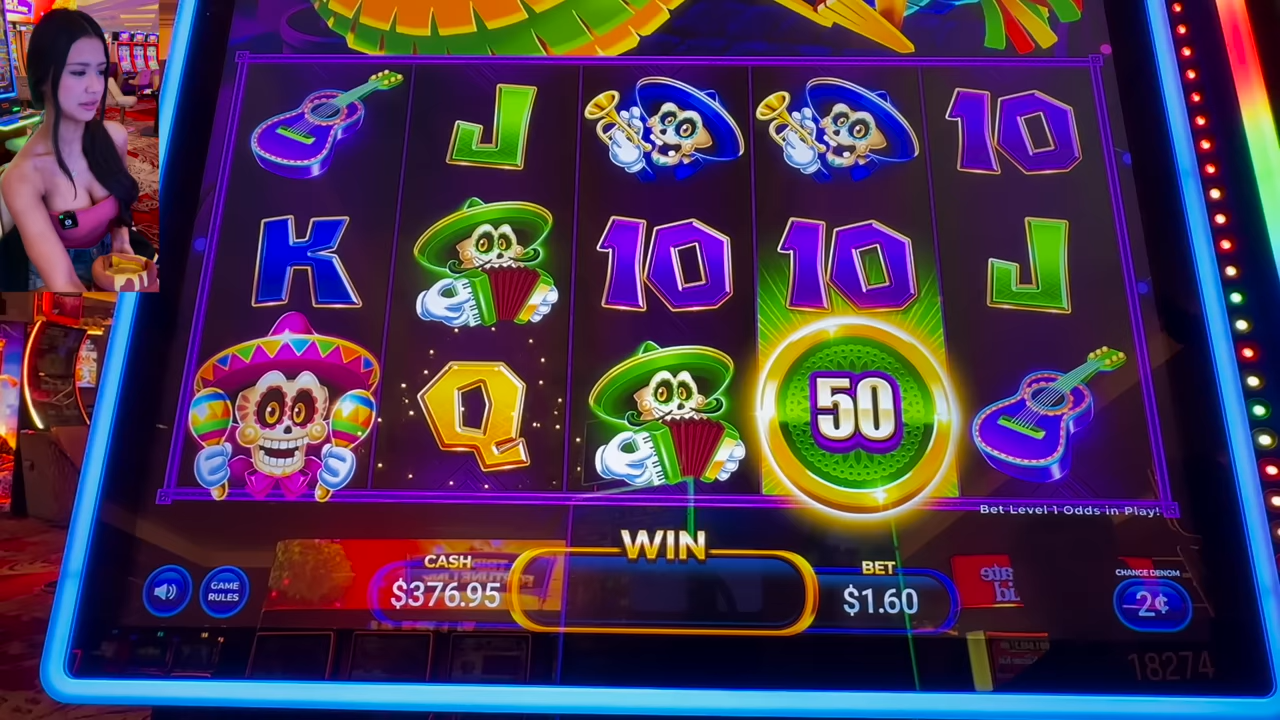 J
10
K
10
10
J
Q
50
Bet Level 1 Odds in Play!
WIN
CASH
$376.95
BET
$1.60
GAME
RULES
CHANGE DENOM
2¢
18274